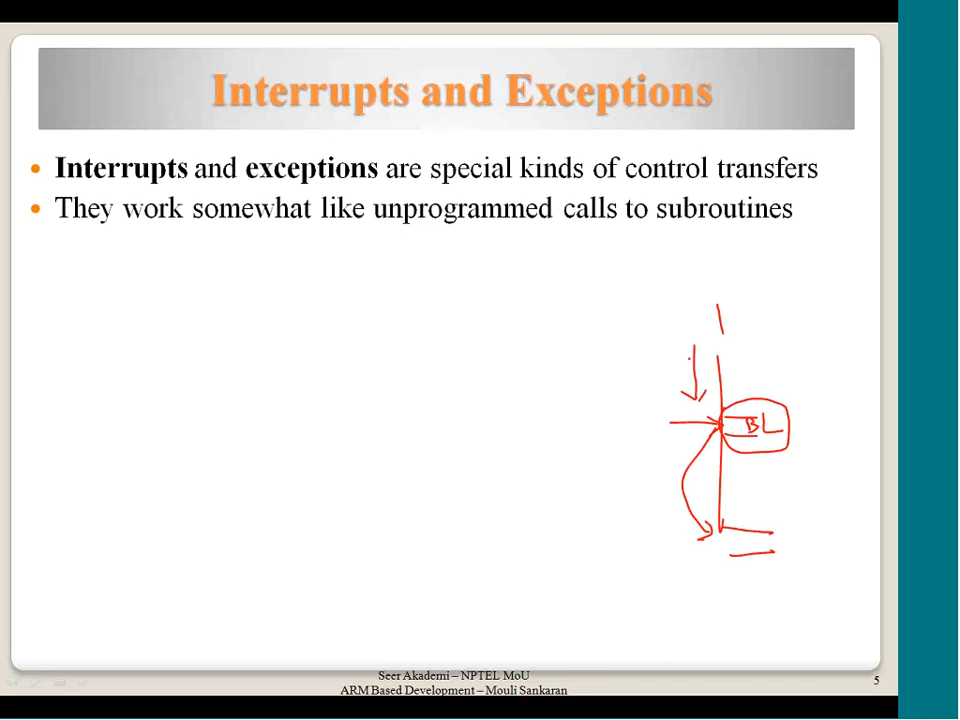 Interrupts and Exceptions
Interrupts and exceptions are special kinds of control transfers
They work somewhat like unprogrammed calls to subroutines
BL
Seer Akademi – NPTEL MoU
ARM Based Development – Mouli Sankaran
5